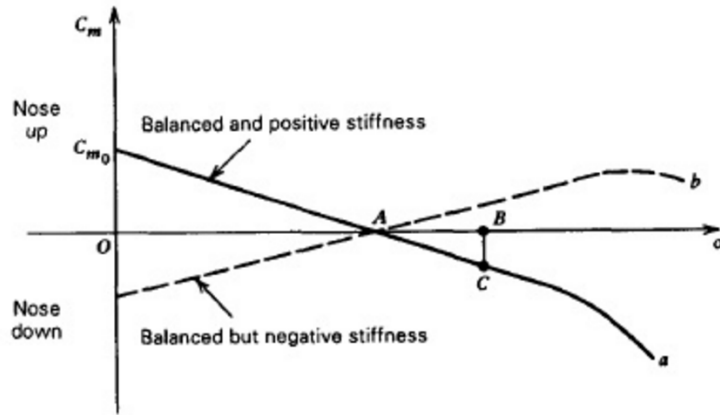 Cm
Nose
up
Balanced and positive stiffness
Cm0
A
B
b
O
C
Nose
down
Balanced but negative stiffness
a